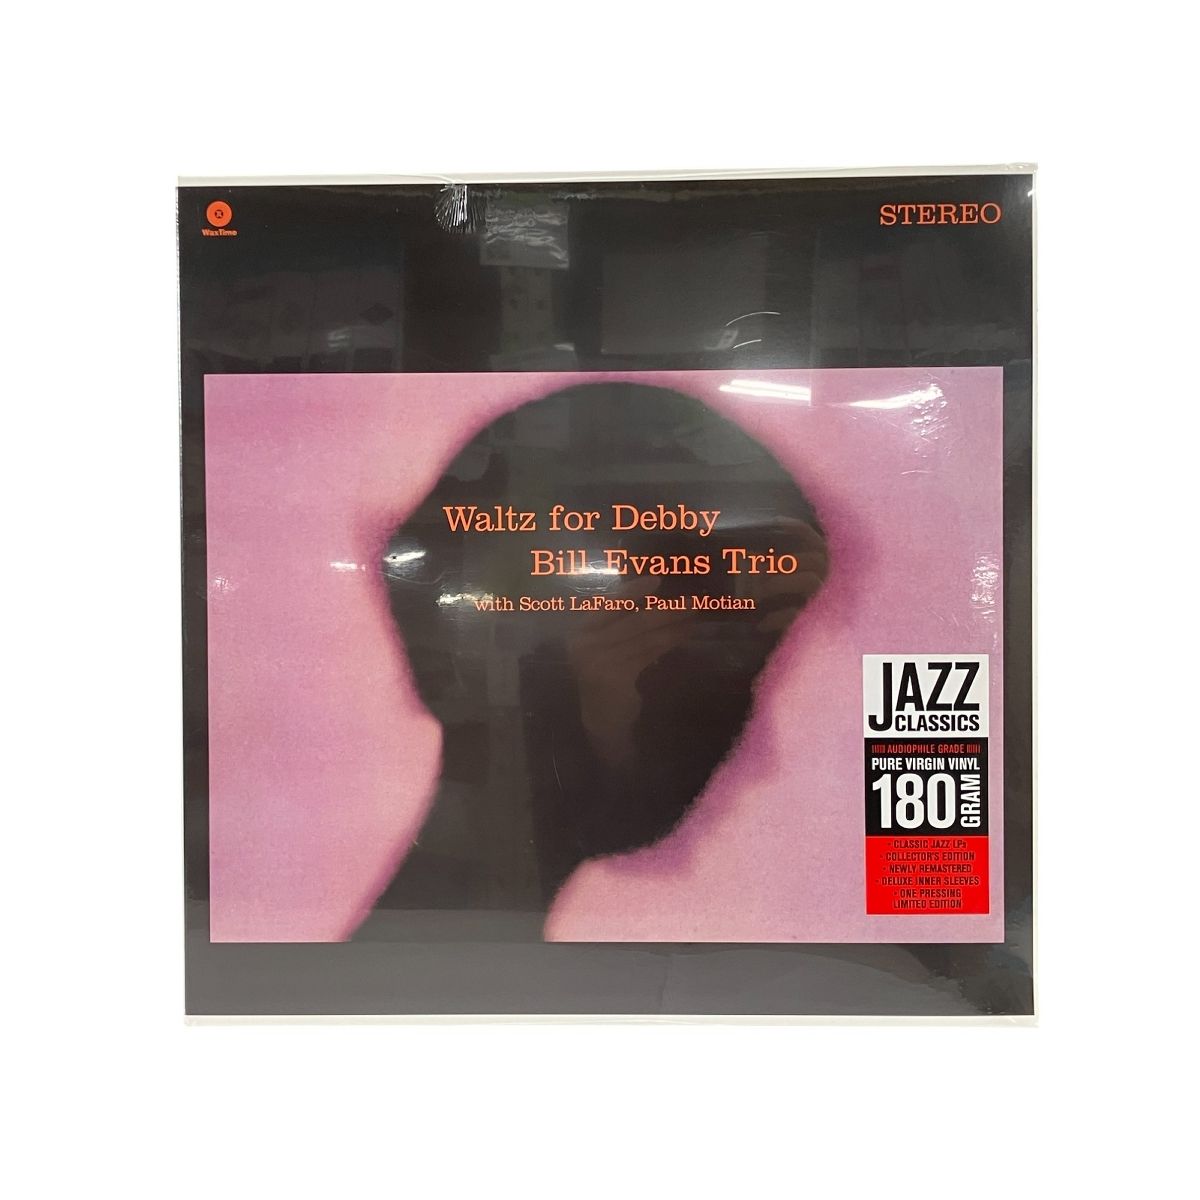 WaxTime
STEREO
Waltz for Debby
Bill Evans Trio
with Scott LaFaro, Paul Motian
JAZZ
CLASSICS
AUDIOPHILE GRADE
PURE VIRGIN VINYL
180 GRAM
- CLASSIC JAZZ LPs
- COLLECTOR'S EDITION
- NEWLY REMASTERED
- DELUXE INNER SLEEVES
- ONE PRESSING
LIMITED EDITION